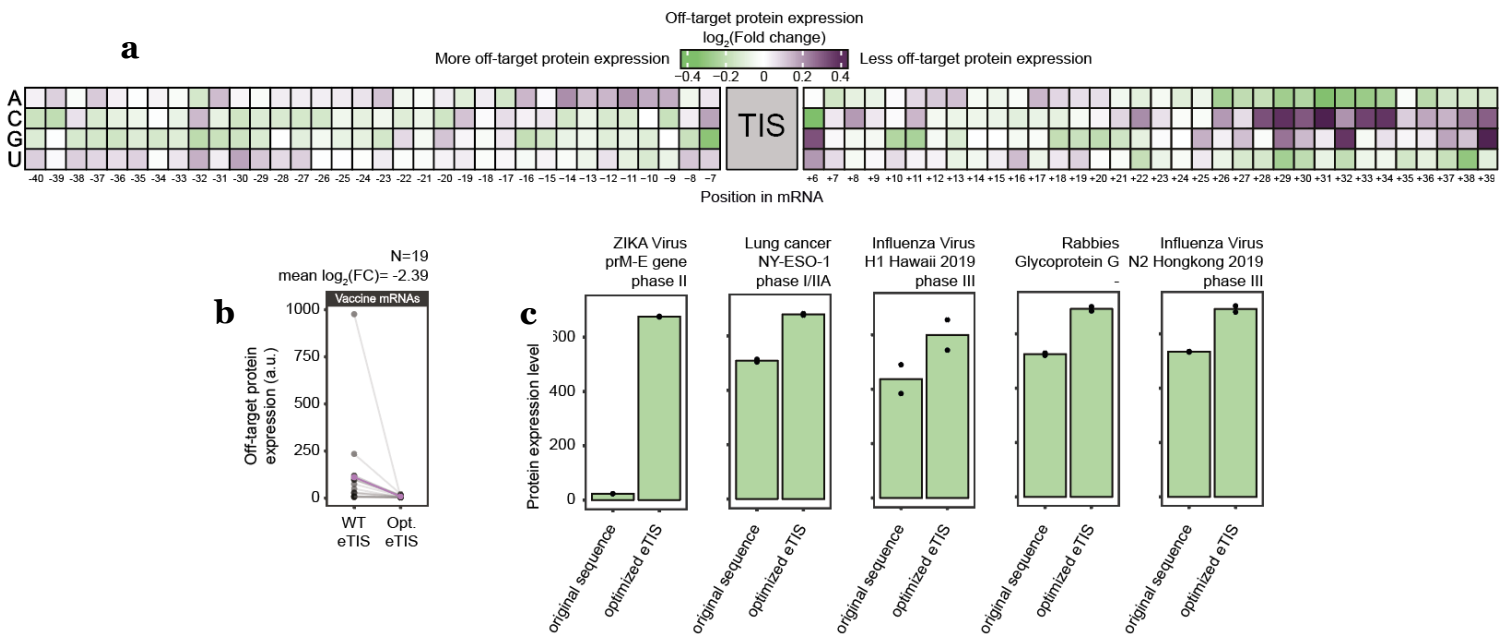 a
Off-target protein expression
log2(Fold change)
More off-target protein expression
Less off-target protein expression
−0.4 −0.2 0 0.2 0.4
A
C
G
U
TIS
-40 -39 -38 -37 -36 -35 -34 -33 -32 -31 -30 -29 -28 -27 -26 -25 -24 -23 -22 -21 -20 -19 -18 -17 -16 -15 -14 -13 -12 -11 -10 -9 -8 -7
+6 +7 +8 +9 +10 +11 +12 +13 +14 +15 +16 +17 +18 +19 +20 +21 +22 +23 +24 +25 +26 +27 +28 +29 +30 +31 +32 +33 +34 +35 +36 +37 +38 +39
Position in mRNA
b
N=19
mean log2(FC)= -2.39
Vaccine mRNAs
Off-target protein
expression (a.u.)
1000
750
500
250
0
WT
eTIS
Opt.
eTIS
c
Protein expression level
600
400
200
0
ZIKA Virus
prM-E gene
phase II
original sequence
optimized eTIS
Lung cancer
NY-ESO-1
phase I/IIA
original sequence
optimized eTIS
Influenza Virus
H1 Hawaii 2019
phase III
original sequence
optimized eTIS
Rabbies
Glycoprotein G
-
original sequence
optimized eTIS
Influenza Virus
N2 Hongkong 2019
phase III
original sequence
optimized eTIS